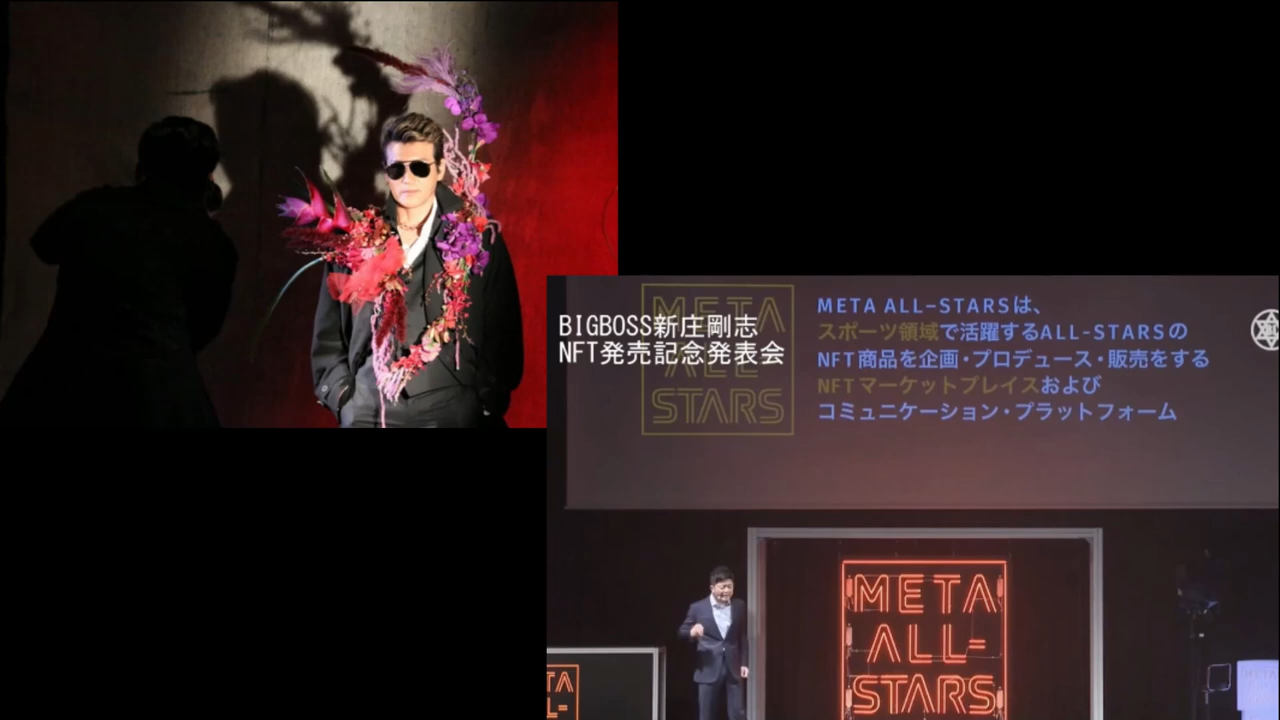 META ALL-STARSは、
スポーツ領域で活躍するALL-STARSの
NFT商品を企画・プロデュース・販売をする
NFTマーケットプレイスおよび
コミュニケーション・プラットフォーム
BIGBOSS新庄剛志
NFT発売記念発表会
META
ALL-
STARS
META
ALL-
STARS
TA
L-